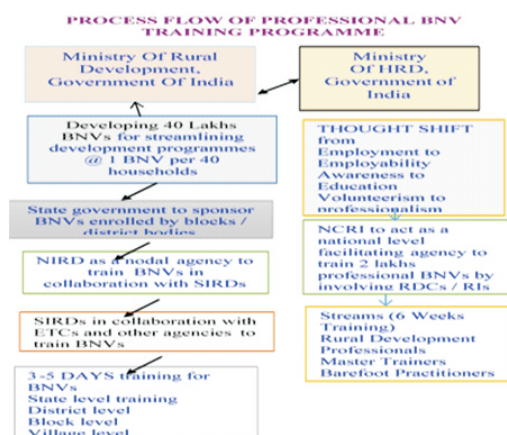 PROCESS FLOW OF PROFESSIONAL BNV
TRAINING PROGRAMME
Ministry Of Rural
Development,
Government Of India
Ministry
Of HRD,
Government of
India
Developing 40 Lakhs
BNVs for streamlining
development programmes
@ 1 BNV per 40
households
State government to sponsor
BNVs enrolled by blocks /
district bodies
NIRD as a nodal agency to
train BNVs in
collaboration with SIRDs
SIRDs in collaboration with
ETCs and other agencies to
train BNVs
3-5 DAYS training for
BNVs
State level training
District level
Block level
Village level
THOUGHT SHIFT
from
Employment to
Employability
Awareness to
Education
Volunteerism to
professionalism
NCRI to act as a
national level
facilitating agency to
train 2 lakhs
professional BNVs by
involving RDCs / RIs
Streams (6 Weeks
Training)
Rural Development
Professionals
Master Trainers
Barefoot Practitioners